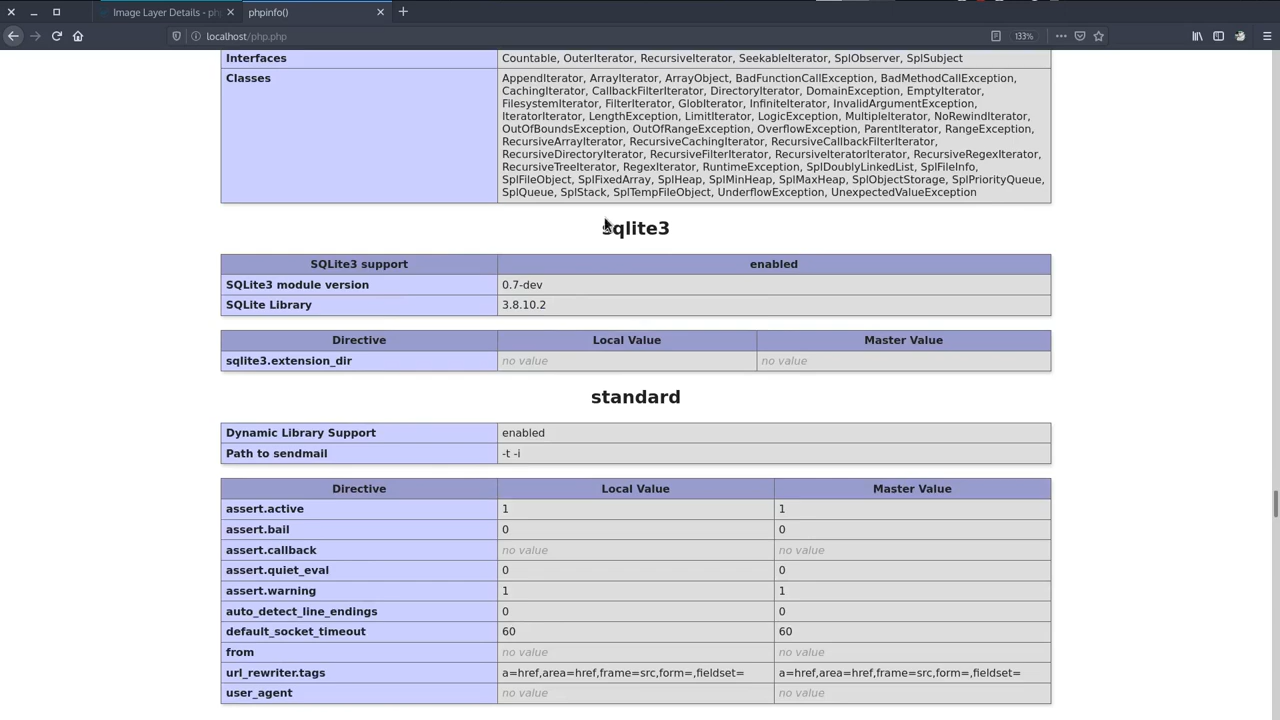 Image Layer Details - ph
phpinfo()
localhost/php.php
133%
Interfaces Countable, OuterIterator, RecursiveIterator, SeekableIterator, SplObserver, SplSubject
Classes AppendIterator, ArrayIterator, ArrayObject, BadFunctionCallException, BadMethodCallException,
CachingIterator, CallbackFilterIterator, DirectoryIterator, DomainException, EmptyIterator,
FilesystemIterator, FilterIterator, GlobIterator, InfiniteIterator, InvalidArgumentException,
IteratorIterator, LengthException, LimitIterator, LogicException, MultipleIterator, NoRewindIterator,
OutOfBoundsException, OutOfRangeException, OverflowException, ParentIterator, RangeException,
RecursiveArrayIterator, RecursiveCachingIterator, RecursiveCallbackFilterIterator,
RecursiveDirectoryIterator, RecursiveFilterIterator, RecursiveIteratorIterator, RecursiveRegexIterator,
RecursiveTreeIterator, RegexIterator, RuntimeException, SplDoublyLinkedList, SplFileInfo,
SplFileObject, SplFixedArray, SplHeap, SplMinHeap, SplMaxHeap, SplObjectStorage, SplPriorityQueue,
SplQueue, SplStack, SplTempFileObject, UnderflowException, UnexpectedValueException
sqlite3
SQLite3 support enabled
SQLite3 module version 0.7-dev
SQLite Library 3.8.10.2
Directive Local Value Master Value
sqlite3.extension_dir no value no value
standard
Dynamic Library Support enabled
Path to sendmail -t -i
Directive Local Value Master Value
assert.active 1 1
assert.bail 0 0
assert.callback no value no value
assert.quiet_eval 0 0
assert.warning 1 1
auto_detect_line_endings 0 0
default_socket_timeout 60 60
from no value no value
url_rewriter.tags a=href,area=href,frame=src,form=,fieldset= a=href,area=href,frame=src,form=,fieldset=
user_agent no value no value